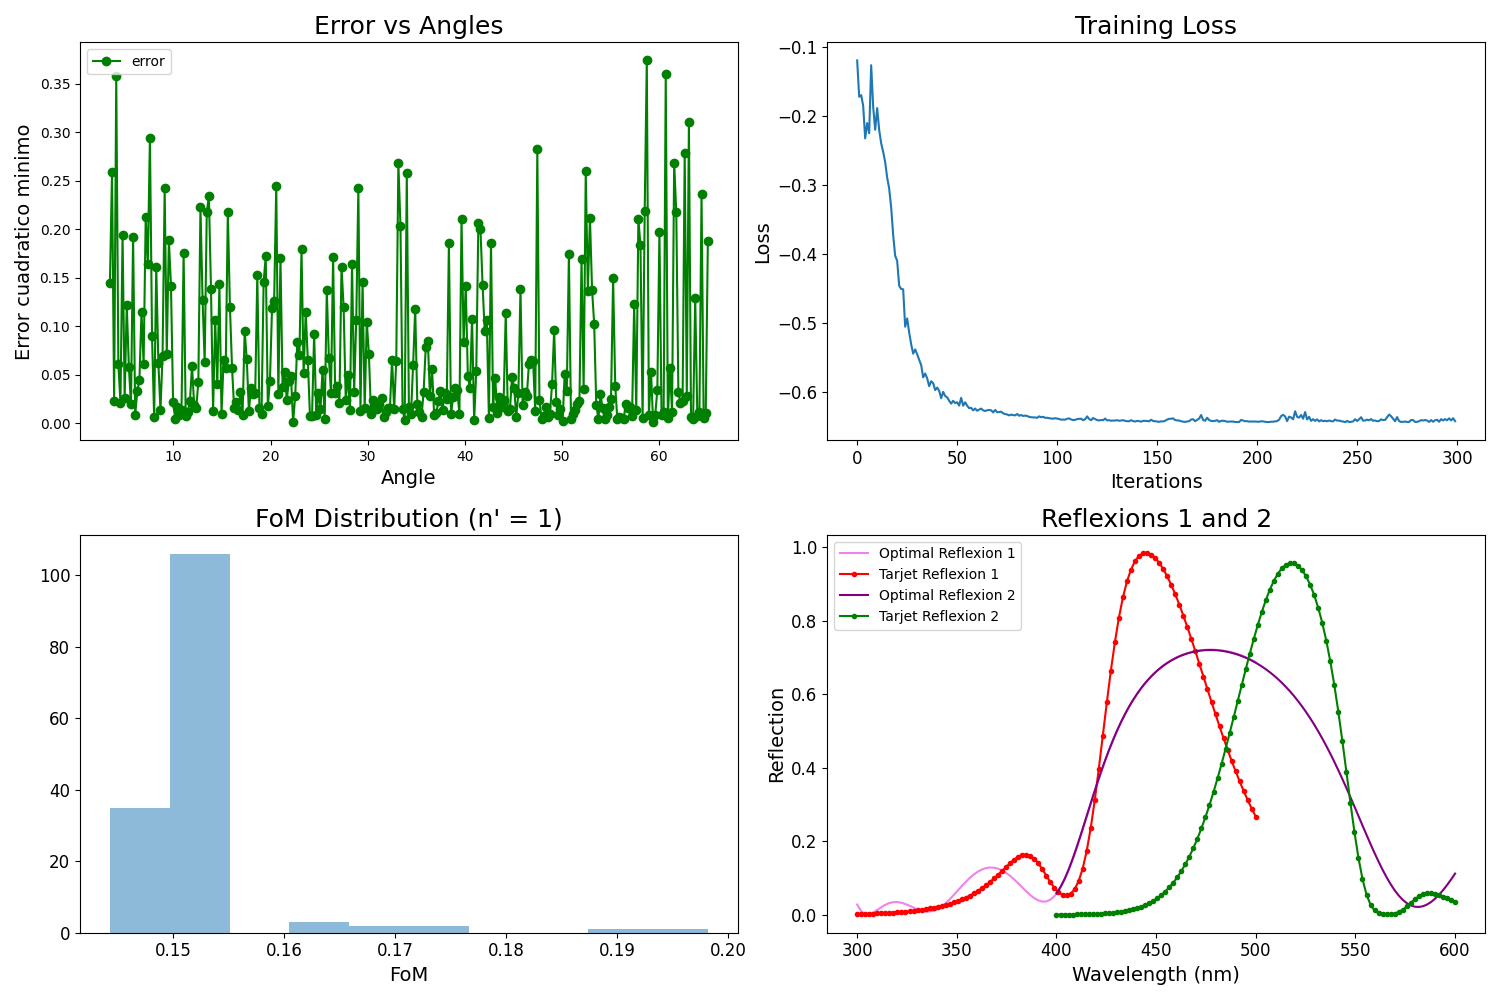 Error vs Angles
error
Error cuadratico minimo
0.35
0.30
0.25
0.20
0.15
0.10
0.05
0.00
10 20 30 40 50 60
Angle
Training Loss
Loss
−0.1
−0.2
−0.3
−0.4
−0.5
−0.6
0 50 100 150 200 250 300
Iterations
FoM Distribution (n' = 1)
100
80
60
40
20
0
0.15 0.16 0.17 0.18 0.19 0.20
FoM
Reflexions 1 and 2
Optimal Reflexion 1
Tarjet Reflexion 1
Optimal Reflexion 2
Tarjet Reflexion 2
Reflection
1.0
0.8
0.6
0.4
0.2
0.0
300 350 400 450 500 550 600
Wavelength (nm)